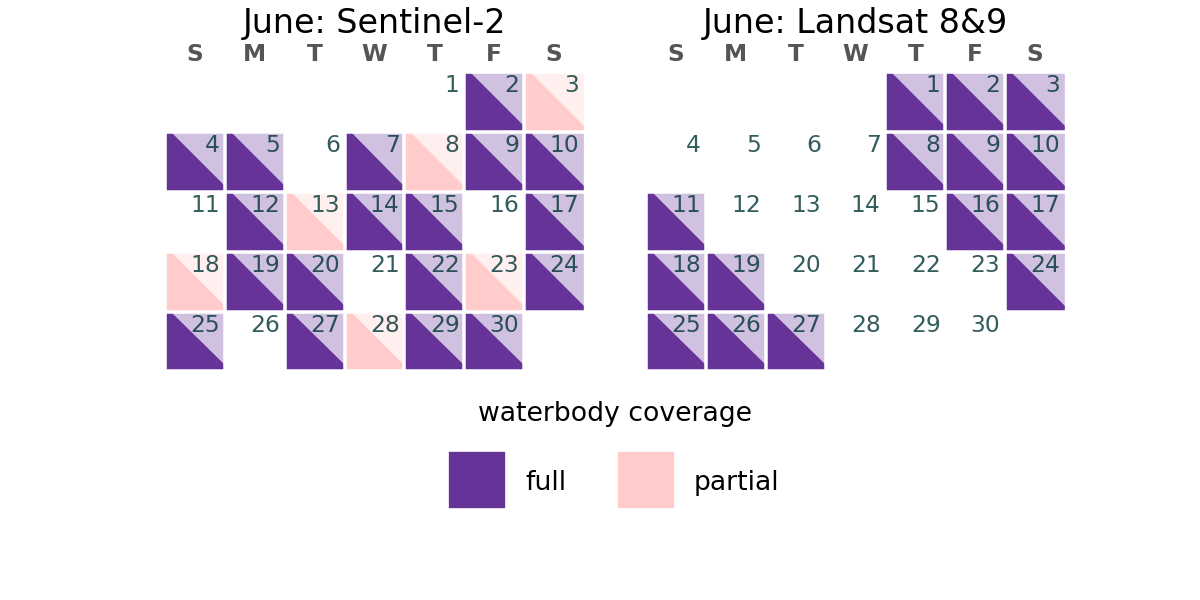 June: Sentinel-2
S M T W T F S
1 2 3
4 5 6 7 8 9 10
11 12 13 14 15 16 17
18 19 20 21 22 23 24
25 26 27 28 29 30
June: Landsat 8&9
S M T W T F S
1 2 3
4 5 6 7 8 9 10
11 12 13 14 15 16 17
18 19 20 21 22 23 24
25 26 27 28 29 30
waterbody coverage
full partial